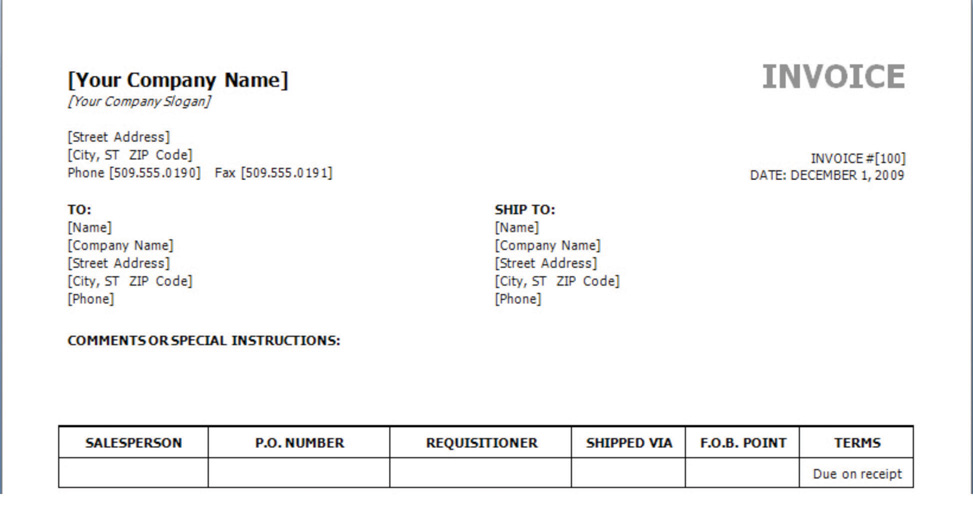 [Your Company Name]
INVOICE
[Your Company Slogan]
[Street Address]
[City, ST ZIP Code]
Phone [509.555.0190] Fax [509.555.0191]
INVOICE #[100]
DATE: DECEMBER 1, 2009
TO:
[Name]
[Company Name]
[Street Address]
[City, ST ZIP Code]
[Phone]
SHIP TO:
[Name]
[Company Name]
[Street Address]
[City, ST ZIP Code]
[Phone]
COMMENTS OR SPECIAL INSTRUCTIONS:
SALESPERSON P.O. NUMBER REQUISITIONER SHIPPED VIA F.O.B. POINT TERMS
Due on receipt